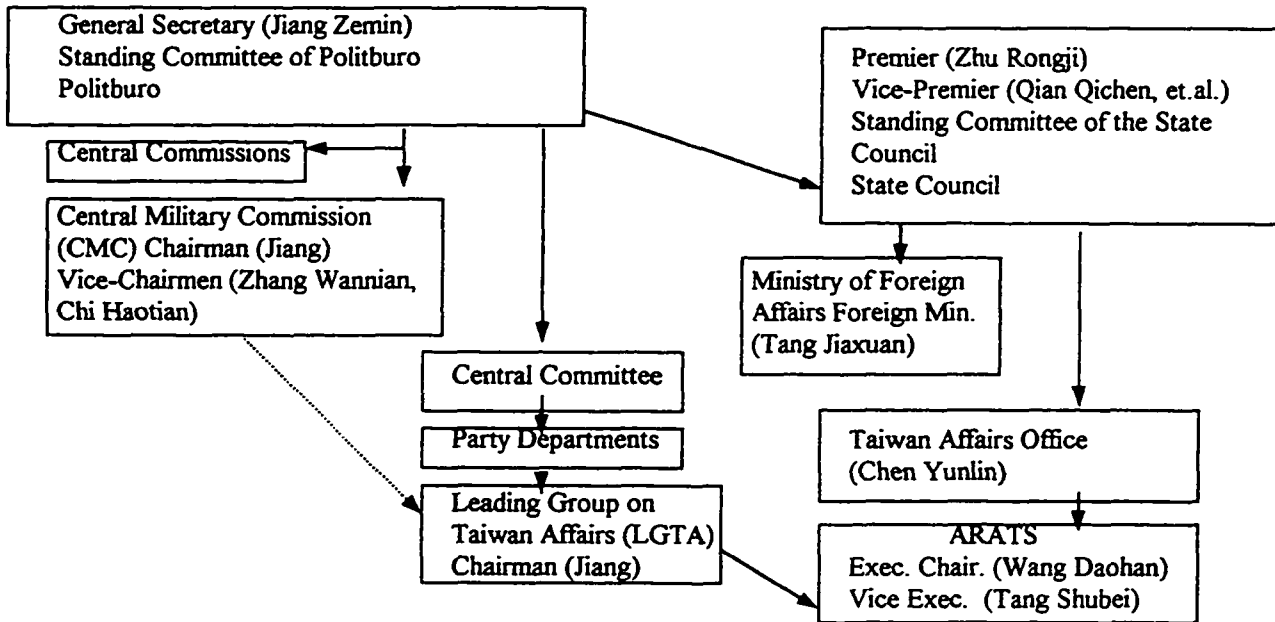 General Secretary (Jiang Zemin)
Standing Committee of Politburo
Politburo
Premier (Zhu Rongji)
Vice-Premier (Qian Qichen, et.al.)
Standing Committee of the State
Council
State Council
Central Commissions
Central Military Commission
(CMC) Chairman (Jiang)
Vice-Chairmen (Zhang Wannian,
Chi Haotian)
Ministry of Foreign
Affairs Foreign Min.
(Tang Jiaxuan)
Central Committee
Party Departments
Leading Group on
Taiwan Affairs (LGTA)
Chairman (Jiang)
Taiwan Affairs Office
(Chen Yunlin)
ARATS
Exec. Chair. (Wang Daohan)
Vice Exec. (Tang Shubei)